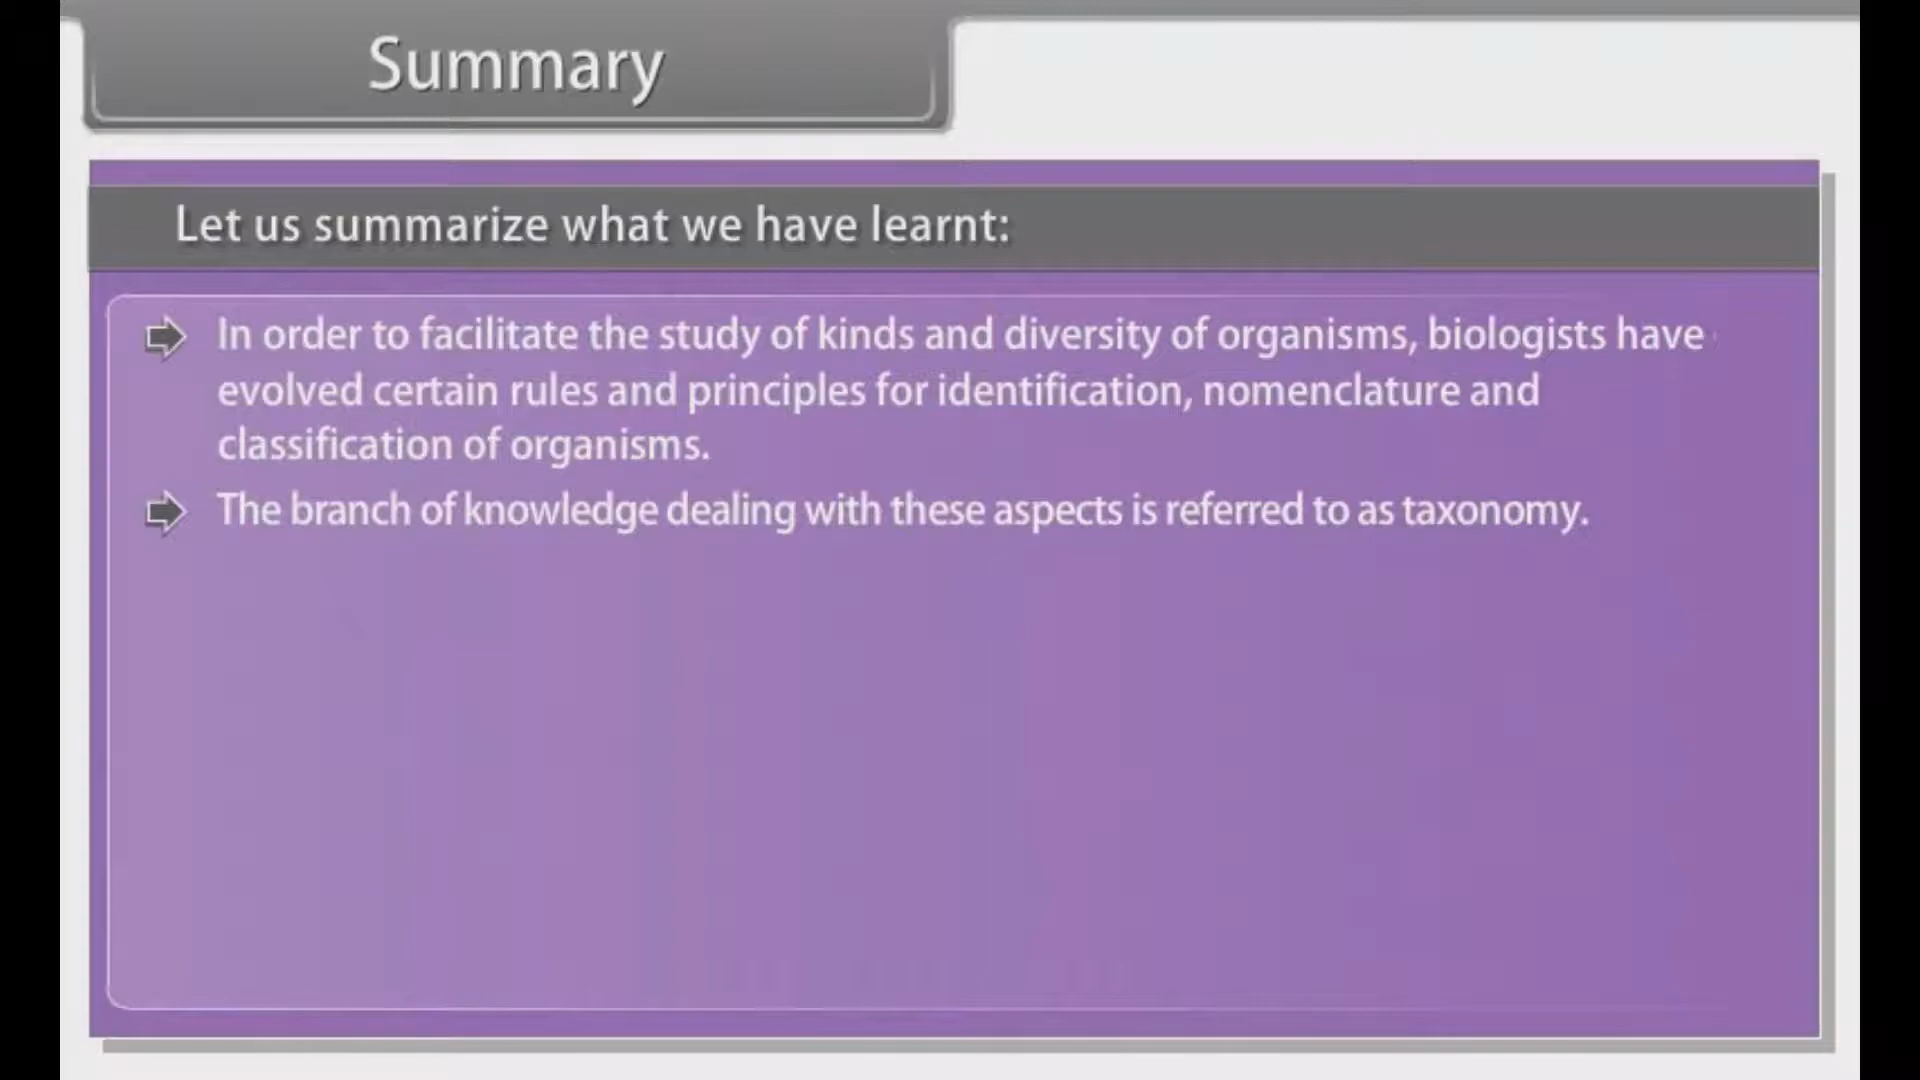 Summary
Let us summarize what we have learnt:
In order to facilitate the study of kinds and diversity of organisms, biologists have
evolved certain rules and principles for identification, nomenclature and
classification of organisms.
The branch of knowledge dealing with these aspects is referred to as taxonomy.